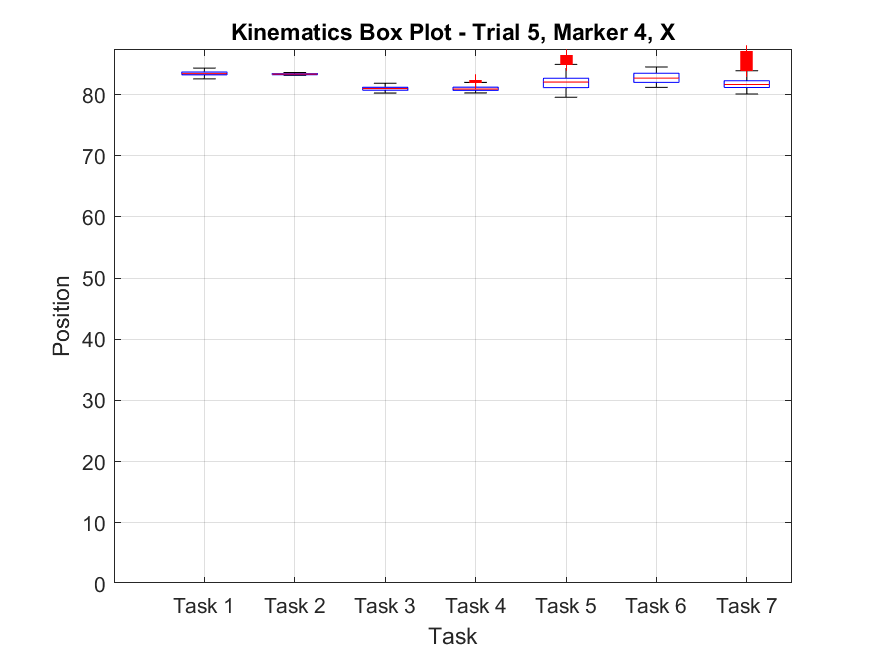 Kinematics Box Plot - Trial 5, Marker 4, X
Position
80
70
60
50
40
30
20
10
0
Task 1 Task 2 Task 3 Task 4 Task 5 Task 6 Task 7
Task